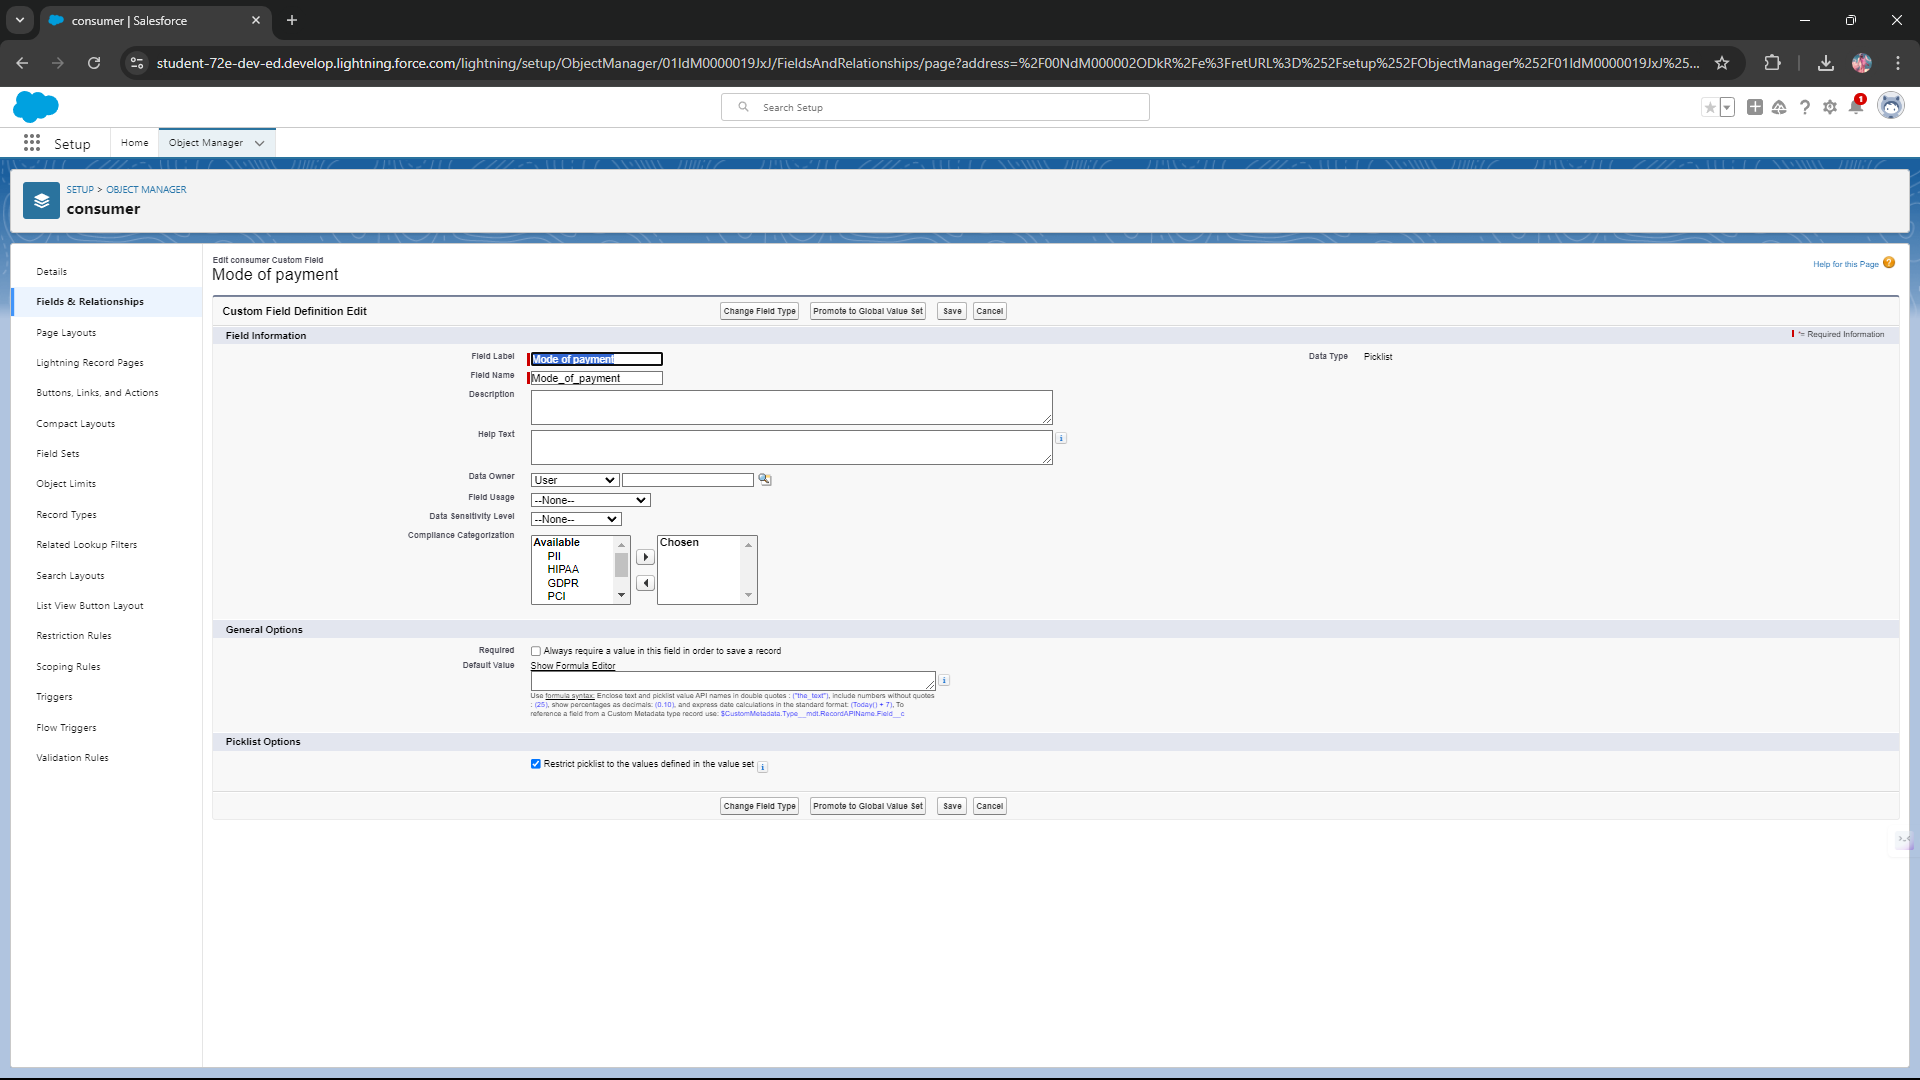 consumer | Salesforce
student-72e-dev-ed.develop.lightning.force.com/lightning/setup/ObjectManager/01IdM0000019JxJ/FieldsAndRelationships/page?address=%2F00NdM000002ODkR%2Fe%3FretURL%3D%252Fsetup%252FObjectManager%252F01IdM0000019JxJ%25...
Search Setup
1
Setup
Home
Object Manager
SETUP > OBJECT MANAGER
consumer
Details
Fields & Relationships
Page Layouts
Lightning Record Pages
Buttons, Links, and Actions
Compact Layouts
Field Sets
Object Limits
Record Types
Related Lookup Filters
Search Layouts
List View Button Layout
Restriction Rules
Scoping Rules
Triggers
Flow Triggers
Validation Rules
Edit consumer Custom Field
Mode of payment
Help for this Page
Custom Field Definition Edit
Change Field Type
Promote to Global Value Set
Save
Cancel
Field Information
= Required Information
Field Label
Mode of payment
Data Type
Picklist
Field Name
Mode_of_payment
Description
Help Text
Data Owner
User
Field Usage
--None--
Data Sensitivity Level
--None--
Compliance Categorization
Available
PII
HIPAA
GDPR
PCI
Chosen
General Options
Required
Always require a value in this field in order to save a record
Default Value
Show Formula Editor
Use formula syntax: Enclose text and picklist value API names in double quotes : ("the_text"), include numbers without quotes
: (25), show percentages as decimals: (0.10), and express date calculations in the standard format: (Today() + 7), To
reference a field from a Custom Metadata type record use: $CustomMetadata.Type__mdt.RecordAPIName.Field__c
Picklist Options
Restrict picklist to the values defined in the value set
Change Field Type
Promote to Global Value Set
Save
Cancel